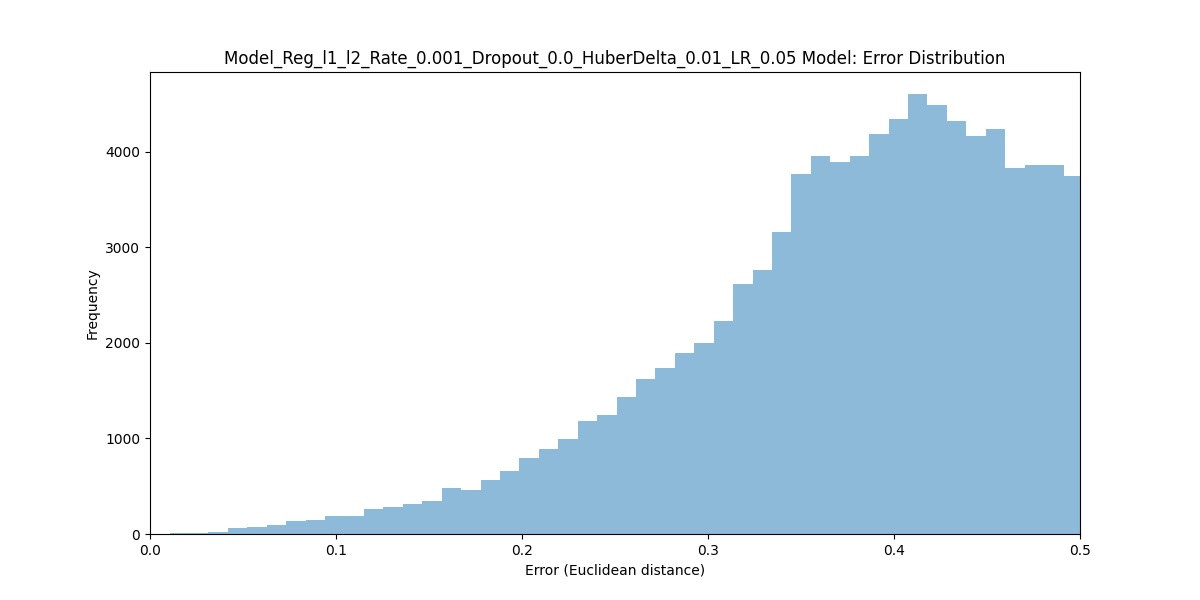 Model_Reg_l1_l2_Rate_0.001_Dropout_0.0_HuberDelta_0.01_LR_0.05 Model: Error Distribution
Frequency
4000
3000
2000
1000
0
0.0 0.1 0.2 0.3 0.4 0.5
Error (Euclidean distance)